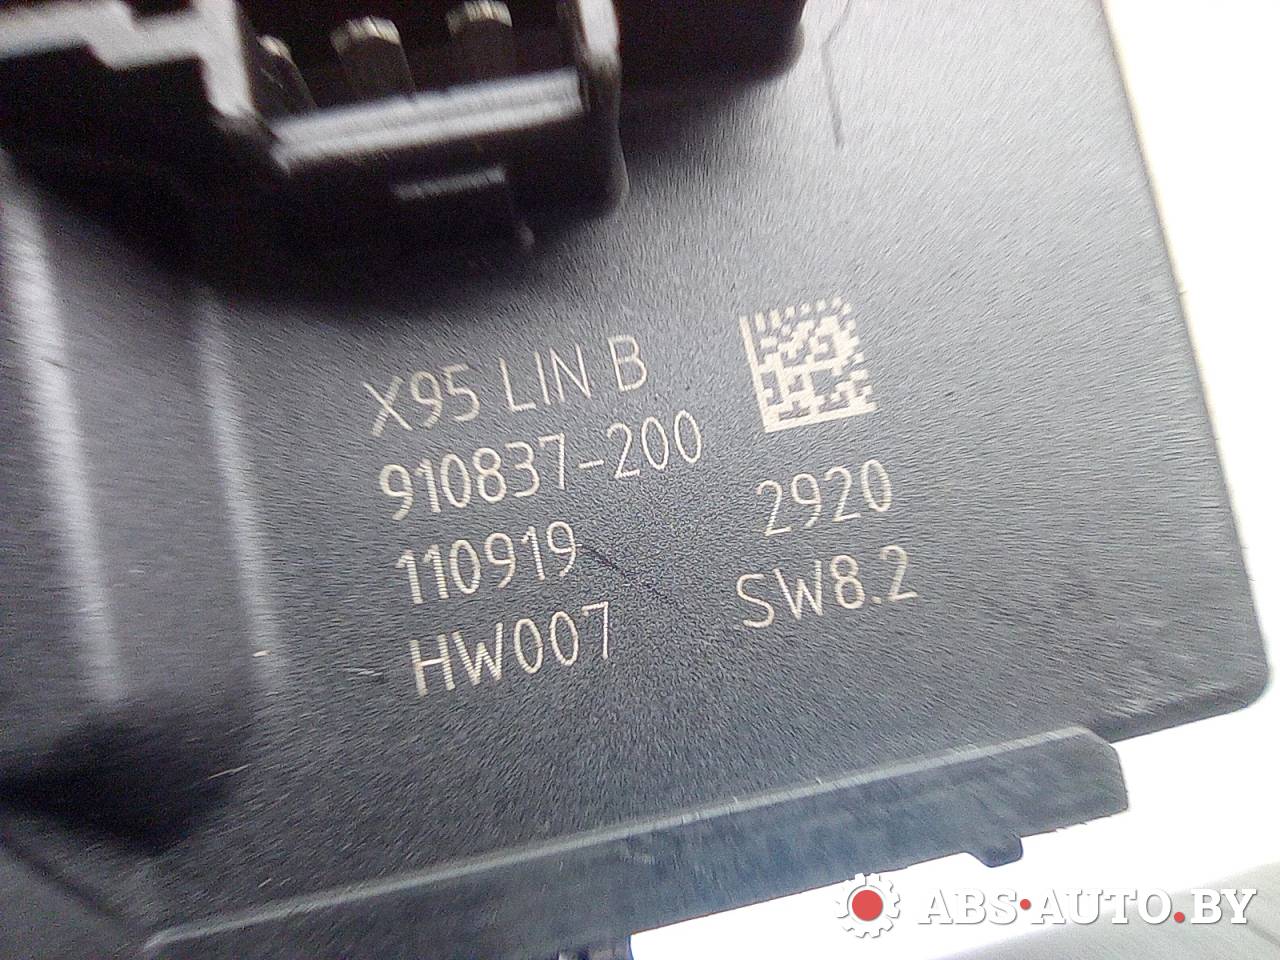 X95 LIN B
910837-200
110919 2920
HW007 SW8.2
ABS-AUTO.BY